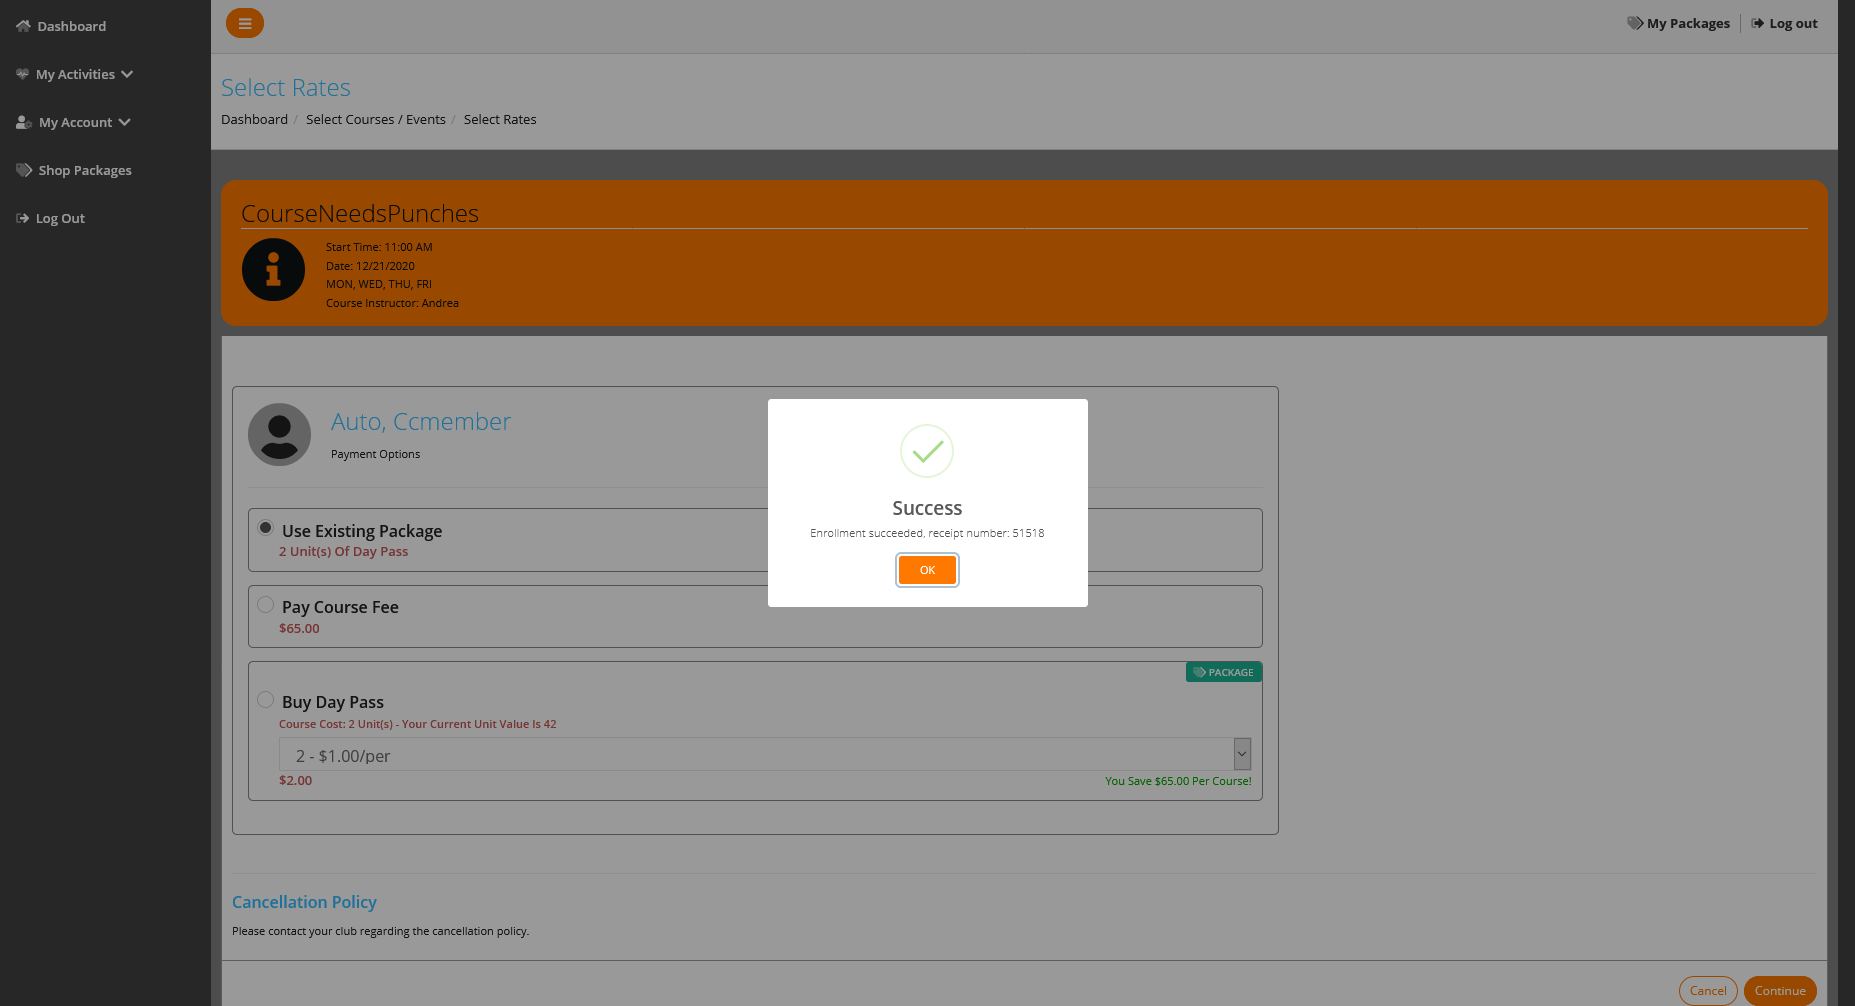 Dashboard
My Activities
My Account
Shop Packages
Log Out
My Packages
Log out
Select Rates
Dashboard / Select Courses / Events / Select Rates
CourseNeedsPunches
Start Time: 11:00 AM
Date: 12/21/2020
MON, WED, THU, FRI
Course Instructor: Andrea
Auto, Ccmember
Payment Options
Use Existing Package
2 Unit(s) Of Day Pass
Pay Course Fee
$65.00
PACKAGE
Buy Day Pass
Course Cost: 2 Unit(s) - Your Current Unit Value Is 42
2 - $1.00/per
$2.00
You Save $65.00 Per Course!
Success
Enrollment succeeded, receipt number: 51518
OK
Cancellation Policy
Please contact your club regarding the cancellation policy.
Cancel
Continue